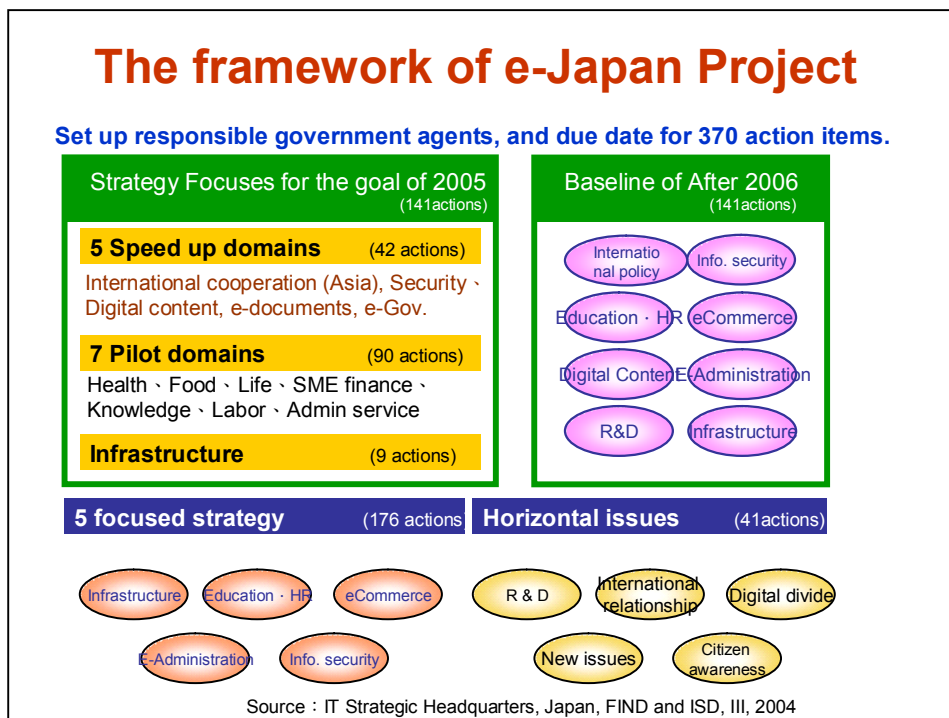 The framework of e-Japan Project
Set up responsible government agents, and due date for 370 action items.
Strategy Focuses for the goal of 2005
(141actions)
5 Speed up domains (42 actions)
International cooperation (Asia), Security、
Digital content, e-documents, e-Gov.
7 Pilot domains (90 actions)
Health、Food、Life、SME finance、
Knowledge、Labor、Admin service
Infrastructure (9 actions)
Baseline of After 2006
(141actions)
Internatio
nal policy
Info. security
Education‧HR
eCommerce
Digital Content
E-Administration
R&D
Infrastructure
5 focused strategy (176 actions)
Infrastructure
Education‧HR
eCommerce
E-Administration
Info. security
Horizontal issues (41actions)
R & D
International
relationship
Digital divide
New issues
Citizen
awareness
Source：IT Strategic Headquarters, Japan, FIND and ISD, III, 2004